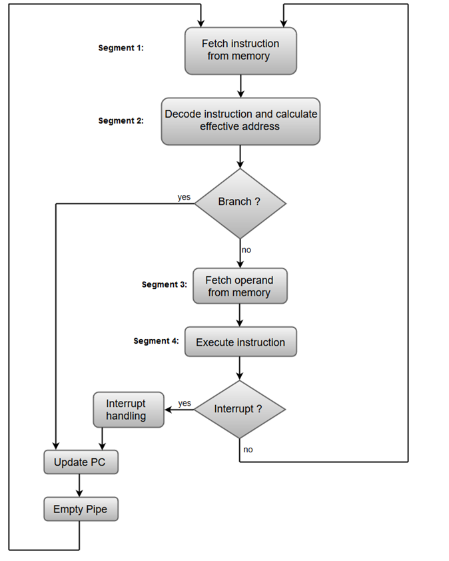 Segment 1:
Fetch instruction
from memory
Segment 2:
Decode instruction and calculate
effective address
Branch ?
yes
no
Segment 3:
Fetch operand
from memory
Segment 4:
Execute instruction
Interrupt
handling
yes
Interrupt ?
no
Update PC
Empty Pipe